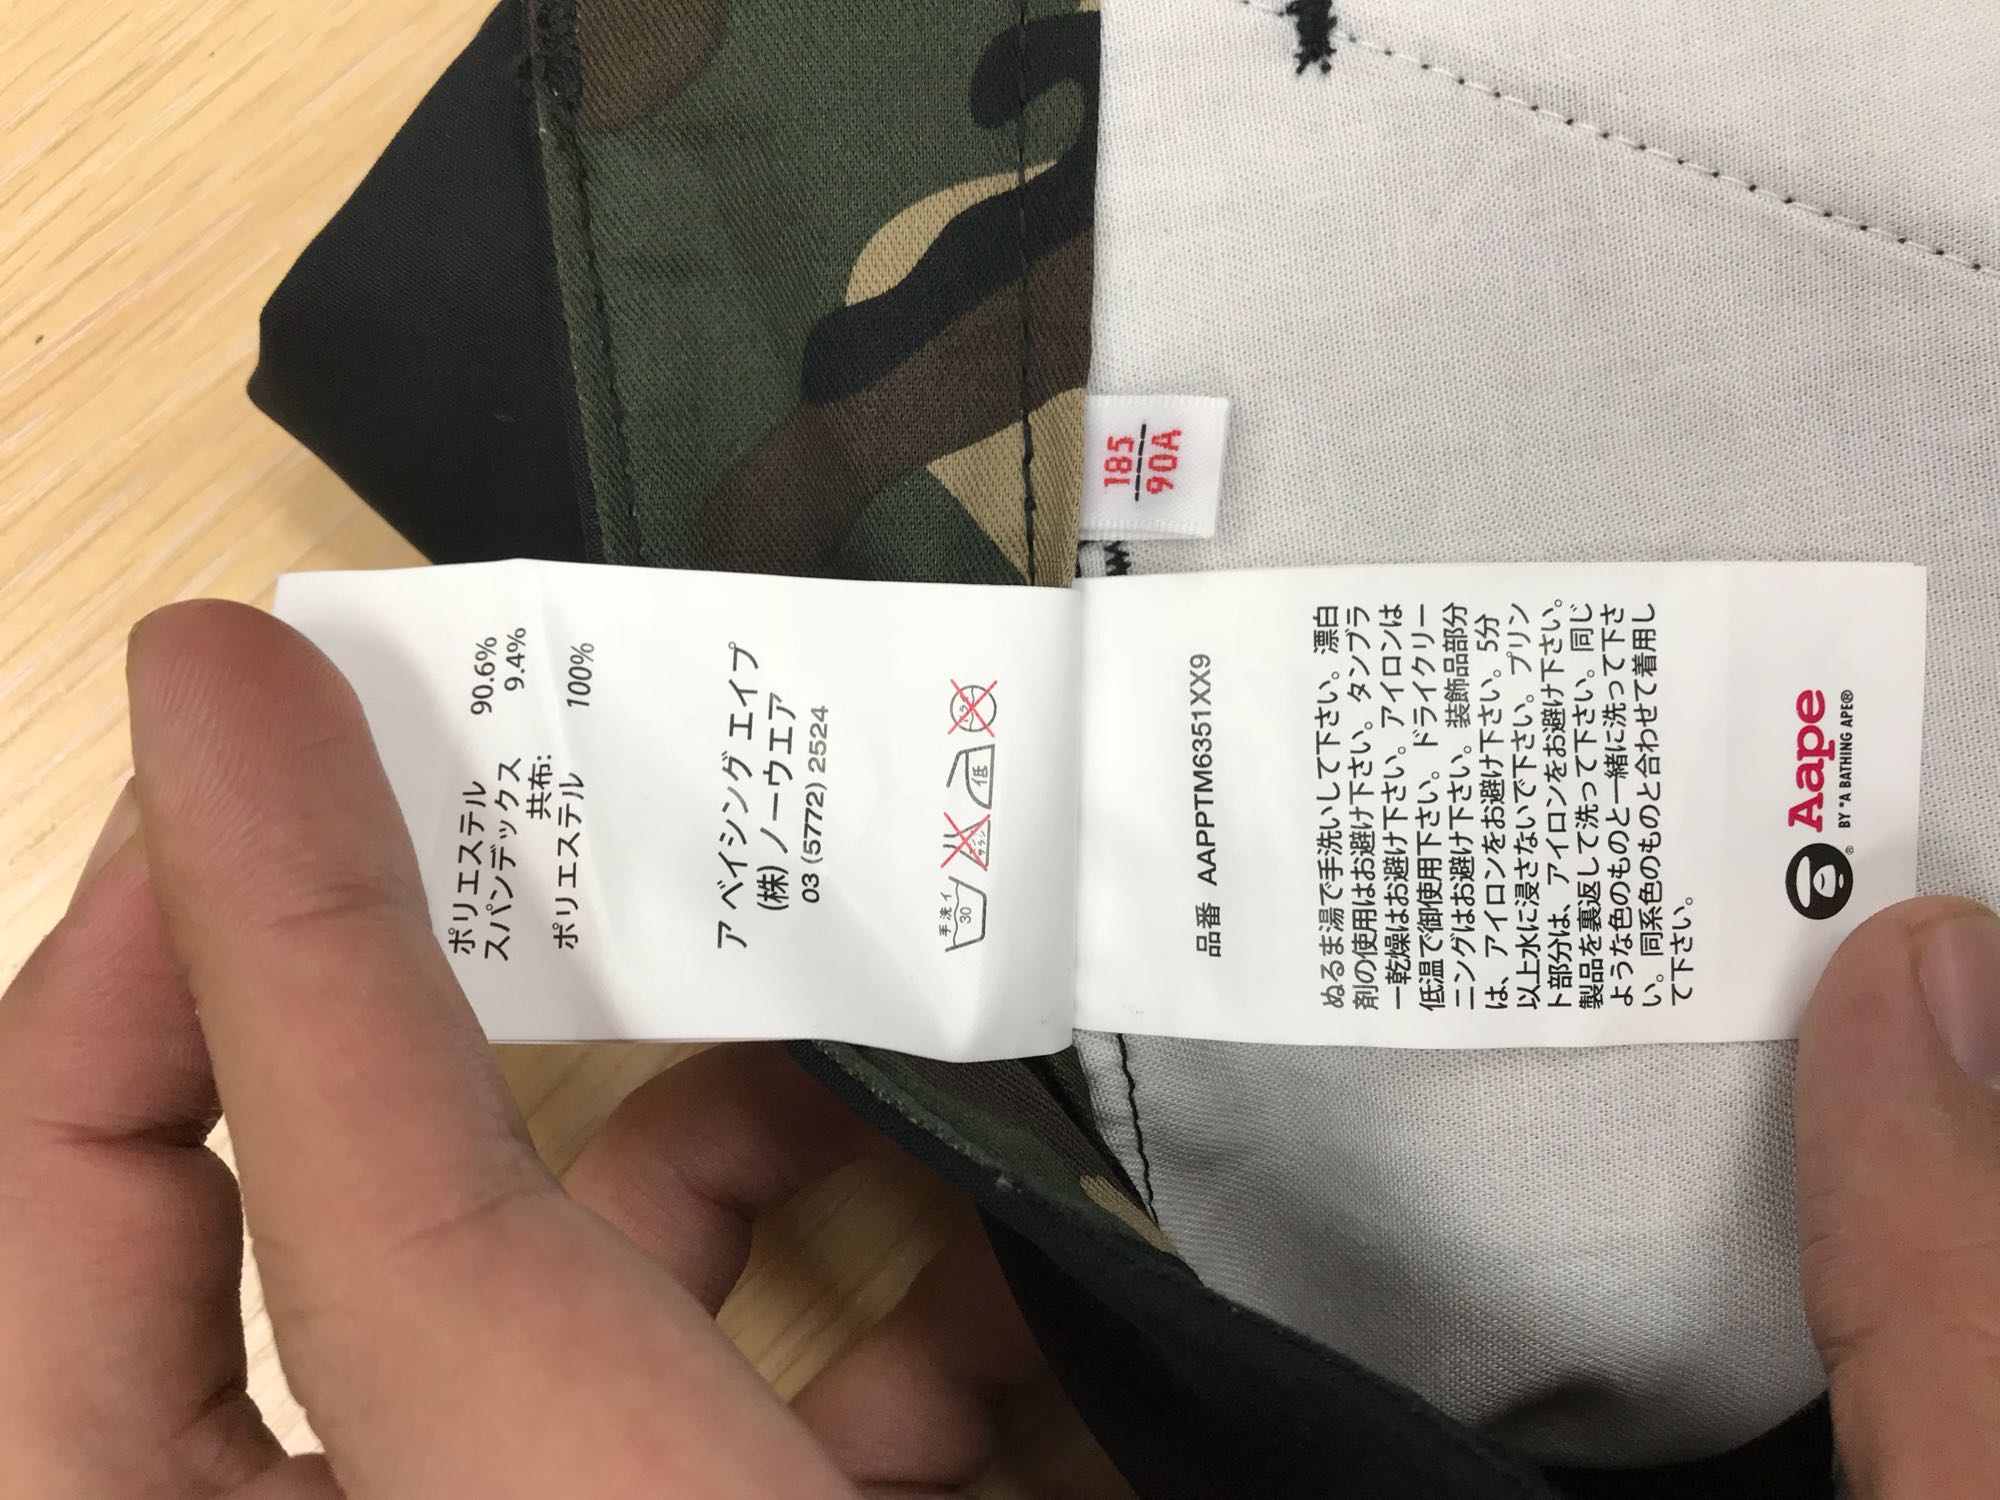 185
90A
ポリエステル 90.6%
スパンデックス 9.4%
共布:
ポリエステル 100%
ア ベイシング エイプ
(株) ノーウエア
03 (5772) 2524
手洗イ
30
低
品番 AAPPTM6351XX9
ぬるま湯で手洗いして下さい。漂白
剤の使用はお避け下さい。タンブラ
ー乾燥はお避け下さい。アイロンは
低温で御使用下さい。ドライクリー
ニングはお避け下さい。装飾品部分
は、アイロンをお避け下さい。5分
以上水に浸さないで下さい。プリン
ト部分は、アイロンをお避け下さい。
製品を裏返して洗って下さい。同じ
ような色のものと一緒に洗って下さ
い。同系色のものと合わせて着用し
て下さい。
Aape
BY *A BATHING APE®
®